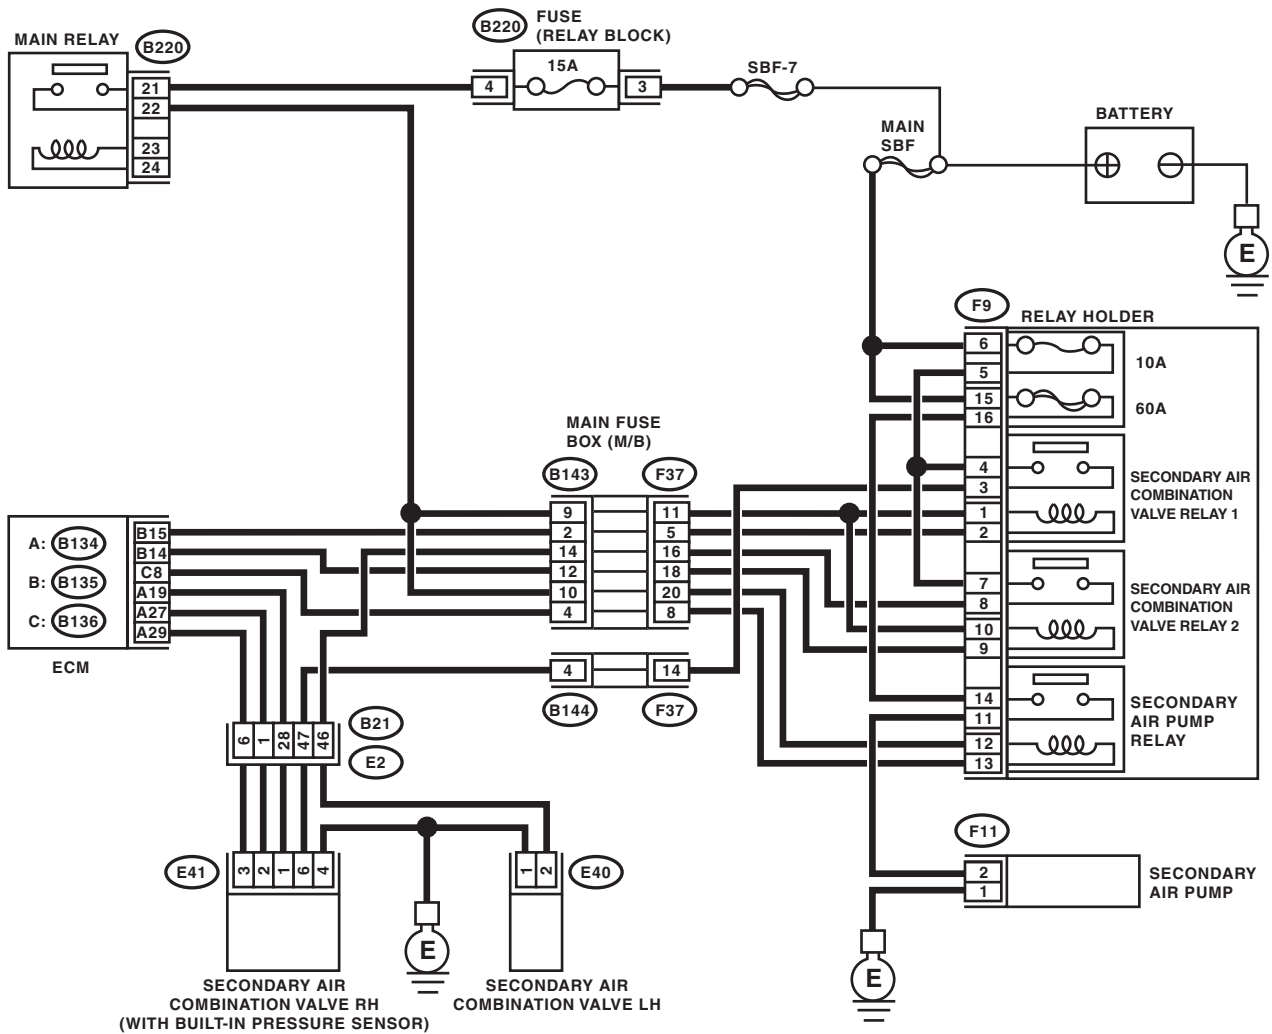 MAIN RELAY
B220
21
22
23
24
B220
FUSE
(RELAY BLOCK)
15A
4
3
SBF-7
MAIN
SBF
BATTERY
E
F9
RELAY HOLDER
6
5
15
16
4
3
1
2
7
8
10
9
14
11
12
13
10A
60A
SECONDARY AIR
COMBINATION
VALVE RELAY 1
SECONDARY AIR
COMBINATION
VALVE RELAY 2
SECONDARY
AIR PUMP
RELAY
MAIN FUSE
BOX (M/B)
B143
F37
9
11
2
5
14
16
12
18
10
20
4
8
4
14
B144
F37
A: B134
B: B135
C: B136
B15
B14
C8
A19
A27
A29
ECM
6
1
28
47
46
B21
E2
E41
3
2
1
6
4
SECONDARY AIR
COMBINATION VALVE RH
(WITH BUILT-IN PRESSURE SENSOR)
E
1
2
E40
SECONDARY AIR
COMBINATION VALVE LH
F11
2
1
SECONDARY
AIR PUMP
E